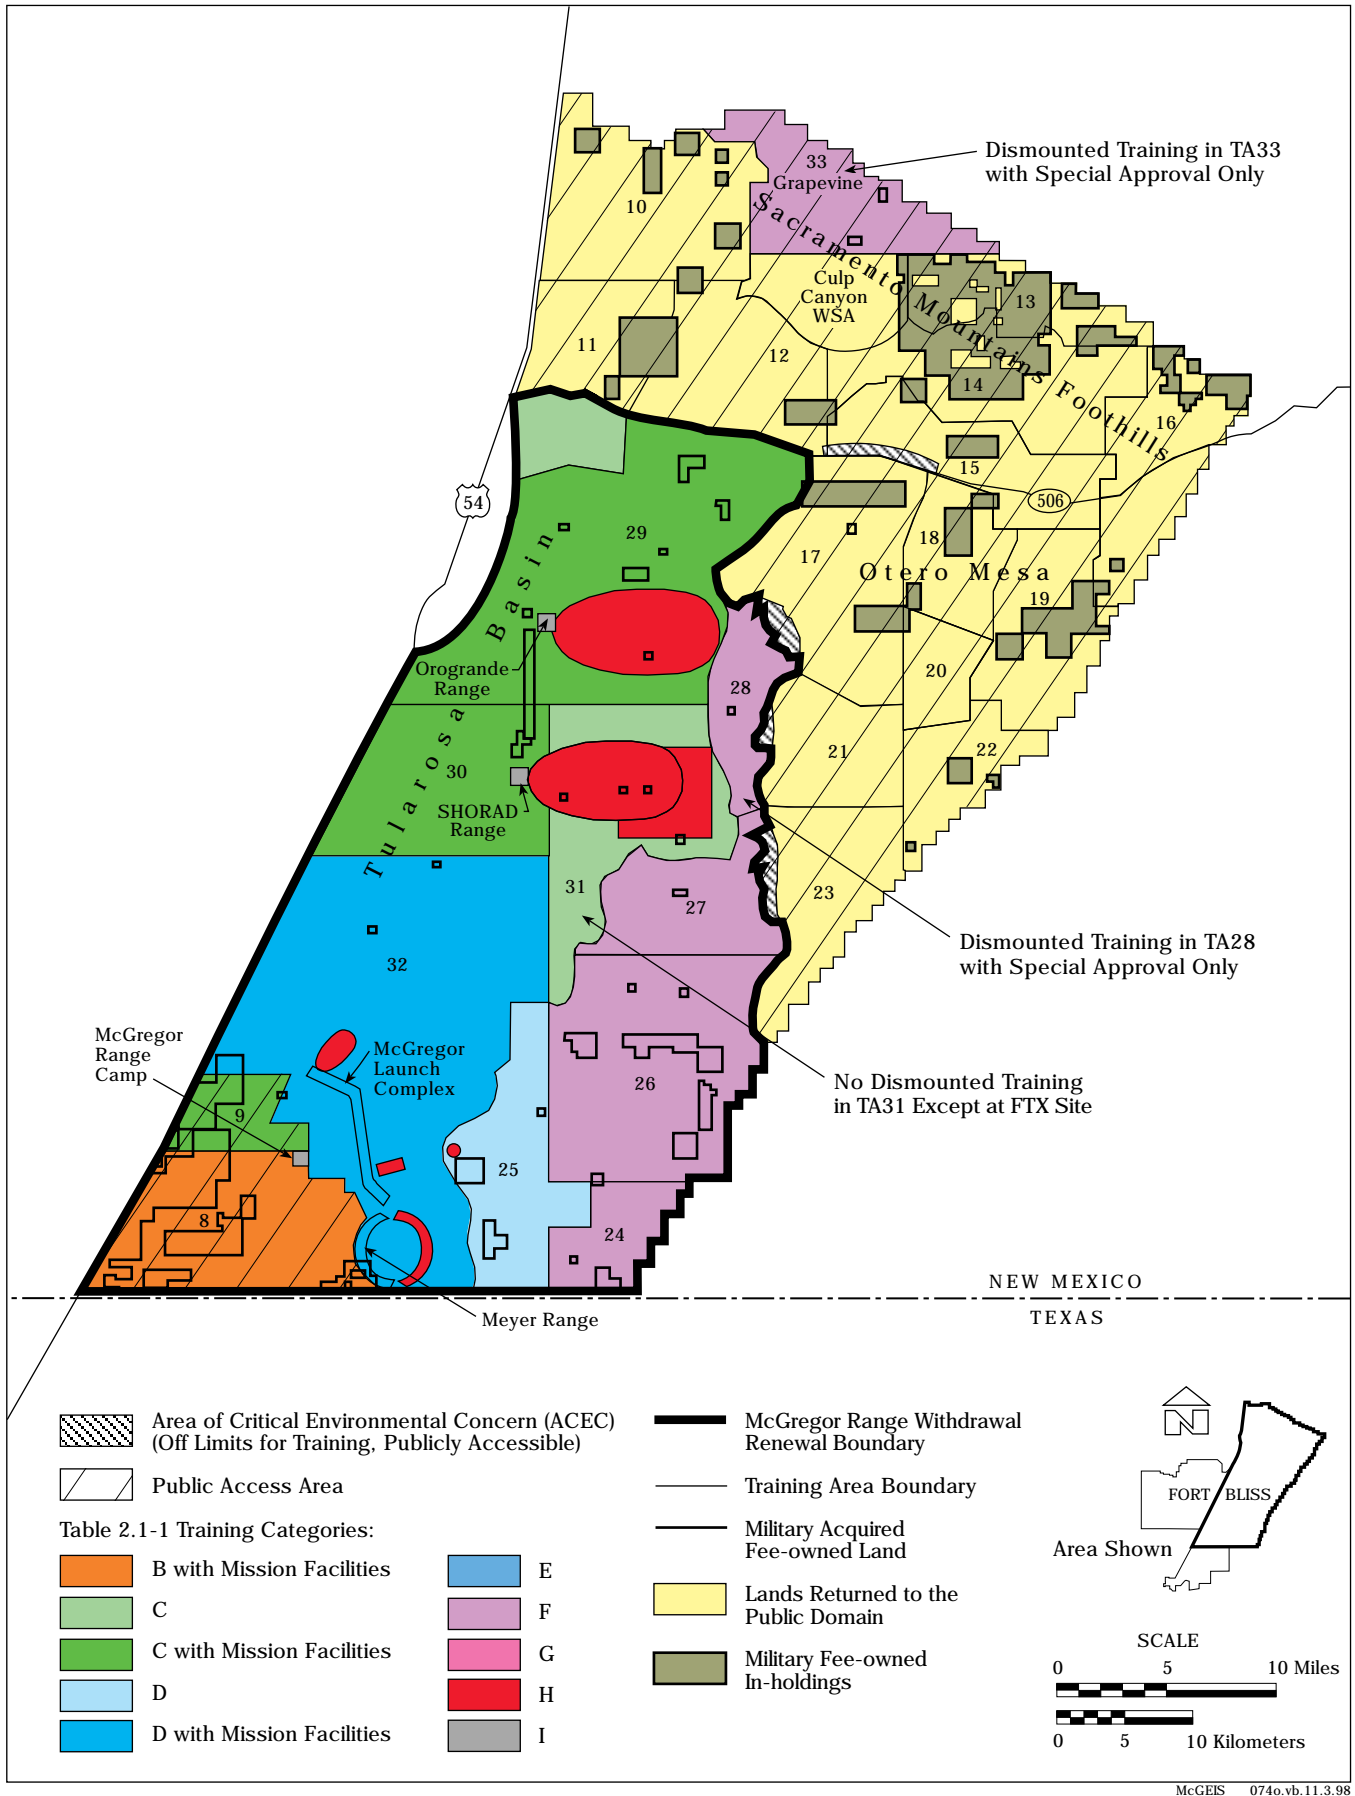 Dismounted Training in TA33
with Special Approval Only
33
Grapevine
10
Sacramento Mountains Foothills
Culp
Canyon
WSA
13
11
12
14
16
15
54
506
29
17
18
Otero Mesa
19
Tularosa Basin
Orogrande
Range
28
20
30
21
22
SHORAD
Range
31
27
23
Dismounted Training in TA28
with Special Approval Only
32
McGregor
Range
Camp
McGregor
Launch
Complex
No Dismounted Training
in TA31 Except at FTX Site
26
9
25
8
24
NEW MEXICO
TEXAS
Meyer Range
Area of Critical Environmental Concern (ACEC)
(Off Limits for Training, Publicly Accessible)
Public Access Area
Table 2.1-1 Training Categories:
B with Mission Facilities
C
C with Mission Facilities
D
D with Mission Facilities
E
F
G
H
I
McGregor Range Withdrawal
Renewal Boundary
Training Area Boundary
Military Acquired
Fee-owned Land
Lands Returned to the
Public Domain
Military Fee-owned
In-holdings
N
FORT BLISS
Area Shown
SCALE
0 5 10 Miles
0 5 10 Kilometers
McGEIS 074o.vb.11.3.98